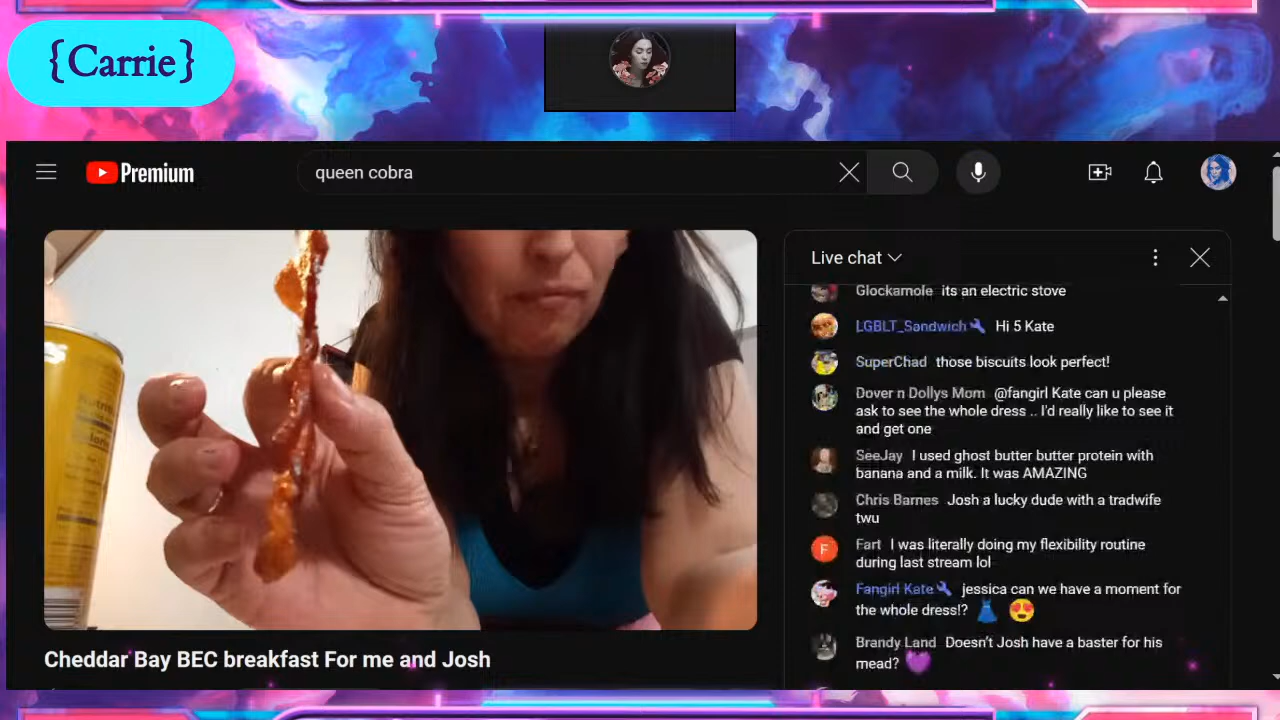 {Carrie}
Premium
queen cobra
Live chat
Glockamole its an electric stove
LGBLT_Sandwich Hi 5 Kate
SuperChad those biscuits look perfect!
Dover n Dollys Mom @fangirl Kate can u please
ask to see the whole dress .. I'd really like to see it
and get one
SeeJay I used ghost butter butter protein with
banana and a milk. It was AMAZING
Chris Barnes Josh a lucky dude with a tradwife
twu
F
Fart I was literally doing my flexibility routine
during last stream lol
Fangirl Kate jessica can we have a moment for
the whole dress!? 👗 😍
Brandy Land Doesn't Josh have a baster for his
mead? 💜
Cheddar Bay BEC breakfast For me and Josh